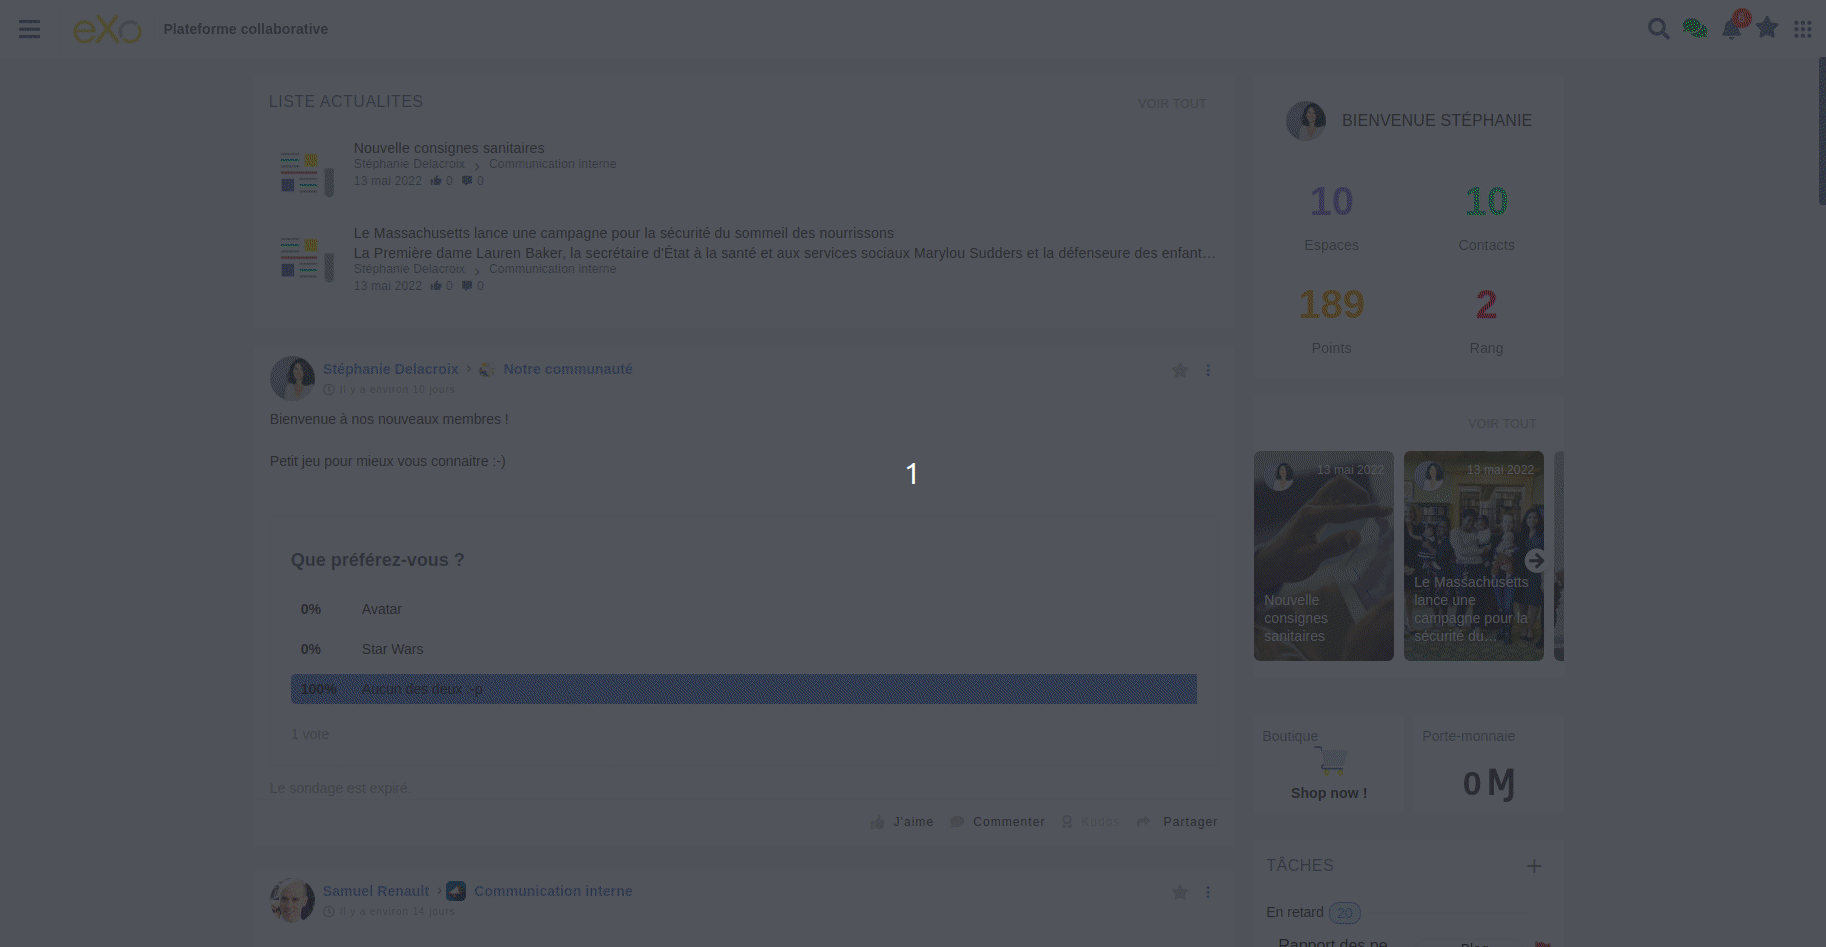 eXo
Plateforme collaborative
6
LISTE ACTUALITES
VOIR TOUT
Nouvelle consignes sanitaires
Stéphanie Delacroix > Communication interne
13 mai 2022 0 0
Le Massachusetts lance une campagne pour la sécurité du sommeil des nourrissons
La Première dame Lauren Baker, la secrétaire d'État à la santé et aux services sociaux Marylou Sudders et la défenseure des enfant…
Stéphanie Delacroix > Communication interne
13 mai 2022 0 0
Stéphanie Delacroix > Notre communauté
Il y a environ 10 jours
Bienvenue à nos nouveaux membres !
Petit jeu pour mieux vous connaitre :-)
1
Que préférez-vous ?
0% Avatar
0% Star Wars
100% Aucun des deux :-p
1 vote
Le sondage est expiré.
J'aime Commenter Kudos Partager
Samuel Renault > Communication interne
Il y a environ 14 jours
BIENVENUE STÉPHANIE
10 10
Espaces Contacts
189 2
Points Rang
VOIR TOUT
13 mai 2022
Nouvelle
consignes
sanitaires
13 mai 2022
Le Massachusetts
lance une
campagne pour la
sécurité du…
Boutique
Shop now !
Porte-monnaie
0
TÂCHES
En retard 20
Rapport des pe